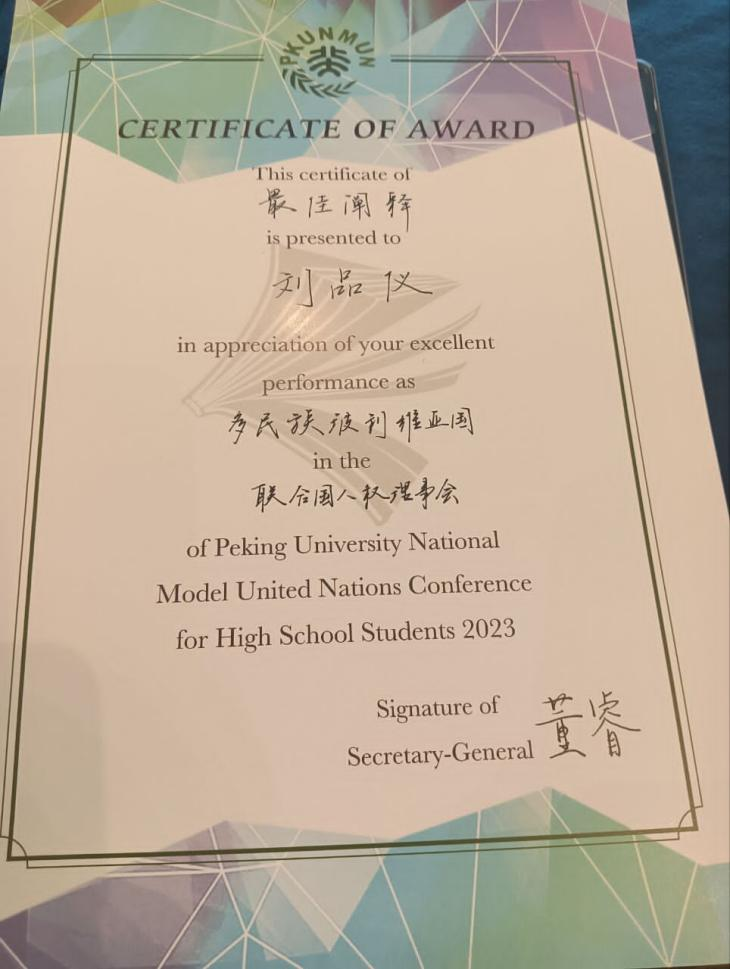 PKUNMUN
CERTIFICATE OF AWARD
This certificate of
最佳阐释
is presented to
刘品仪
in appreciation of your excellent
performance as
多民族玻利维亚国
in the
联合国人权理事会
of Peking University National
Model United Nations Conference
for High School Students 2023
Signature of
Secretary-General
董睿